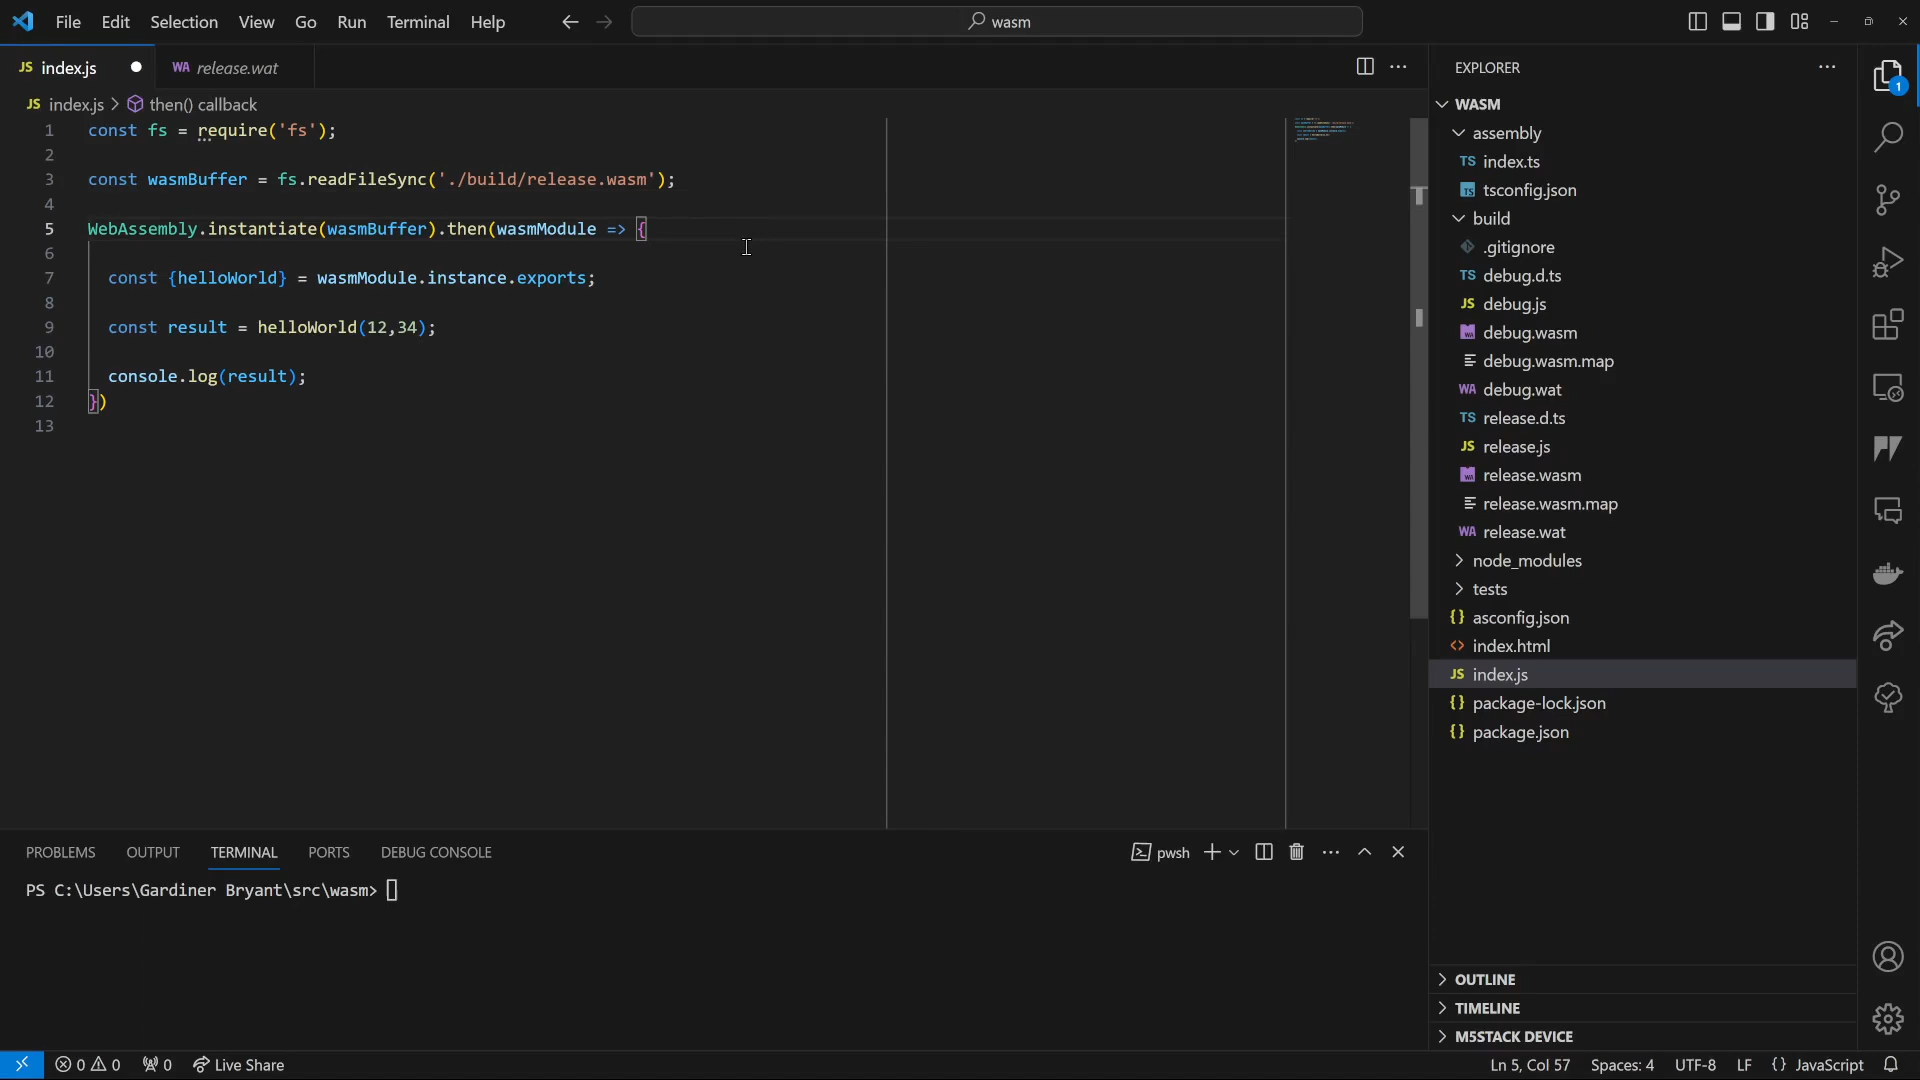 File Edit Selection View Go Run Terminal Help
wasm
JS index.js
WA release.wat
JS index.js > then() callback
1 const fs = require('fs');
2
3 const wasmBuffer = fs.readFileSync('./build/release.wasm');
4
5 WebAssembly.instantiate(wasmBuffer).then(wasmModule => {
6
7 const {helloWorld} = wasmModule.instance.exports;
8
9 const result = helloWorld(12,34);
10
11 console.log(result);
12 })
13
EXPLORER
WASM
assembly
TS index.ts
TS tsconfig.json
build
.gitignore
TS debug.d.ts
JS debug.js
WA debug.wasm
debug.wasm.map
WA debug.wat
TS release.d.ts
JS release.js
WA release.wasm
release.wasm.map
WA release.wat
node_modules
tests
{} asconfig.json
<> index.html
JS index.js
{} package-lock.json
{} package.json
OUTLINE
TIMELINE
M5STACK DEVICE
1
PROBLEMS OUTPUT TERMINAL PORTS DEBUG CONSOLE
pwsh
PS C:\Users\Gardiner Bryant\src\wasm>
0 0 0 Live Share
Ln 5, Col 57 Spaces: 4 UTF-8 LF {} JavaScript